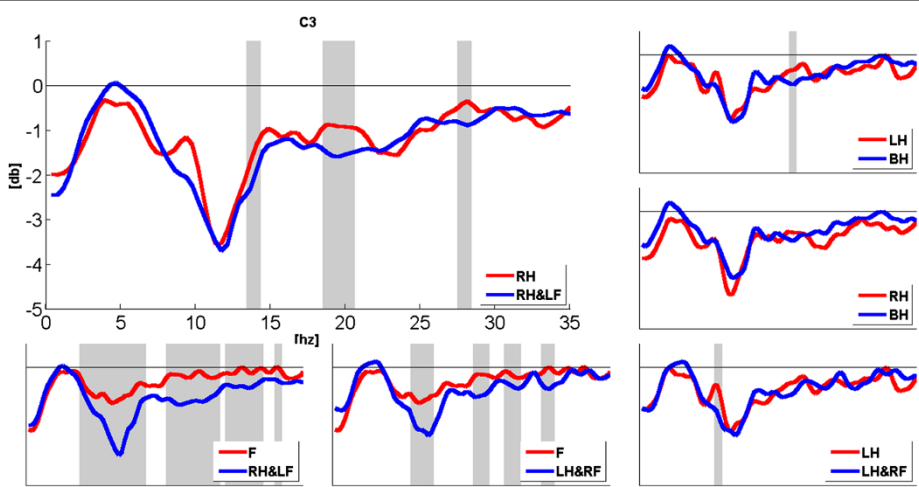 C3
1
0
-1
-2
-3
-4
-5
[db]
0 5 10 15 20 25 30 35
[hz]
RH
RH&LF
LH
BH
RH
BH
F
RH&LF
F
LH&RF
LH
LH&RF